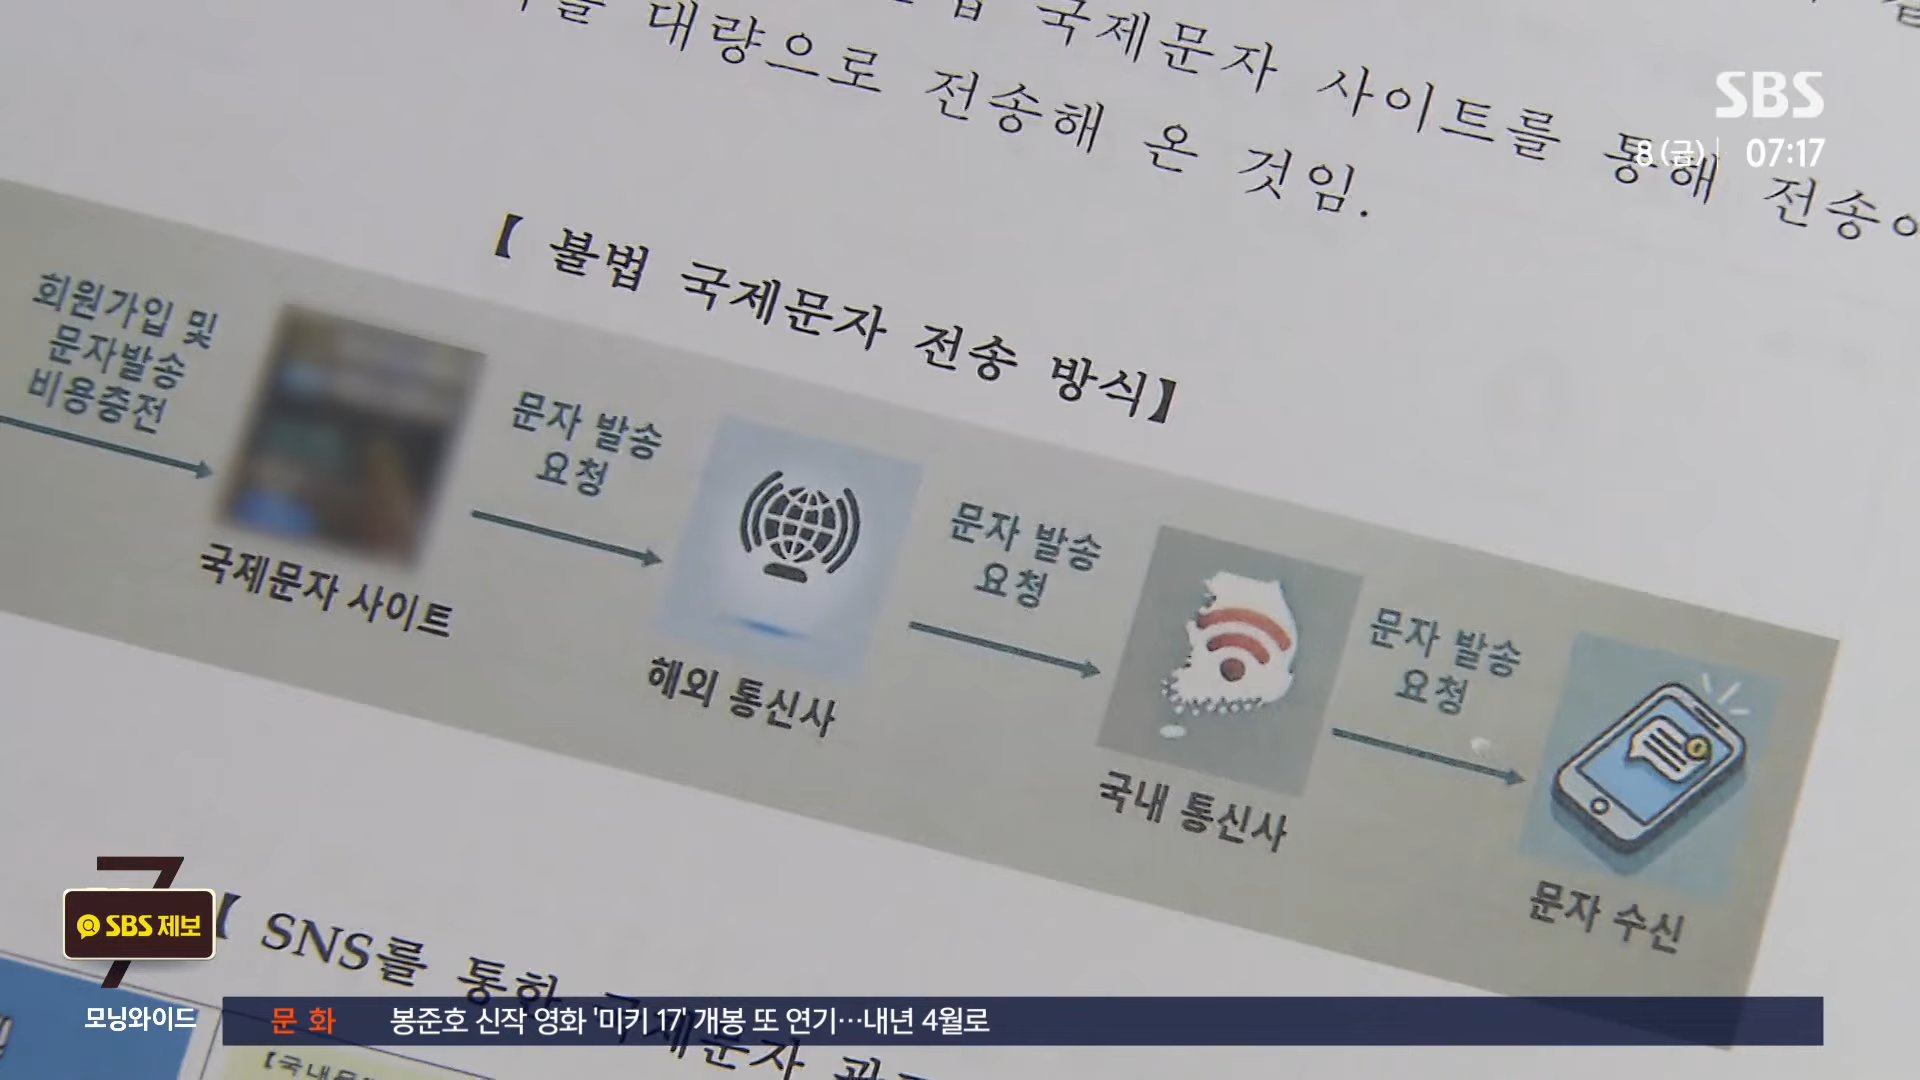 국제문자 사이트를 통해 전송
대량으로 전송해 온 것임.
SBS
8(금) 07:17
【 불법 국제문자 전송 방식】
회원가입 및
문자발송
비용충전
국제문자 사이트
문자 발송
요청
해외 통신사
문자 발송
요청
국내 통신사
문자 발송
요청
문자 수신
7
SBS 제보
모닝와이드
【 SNS를 통한 국제문자
문 화 봉준호 신작 영화 '미키 17' 개봉 또 연기…내년 4월로